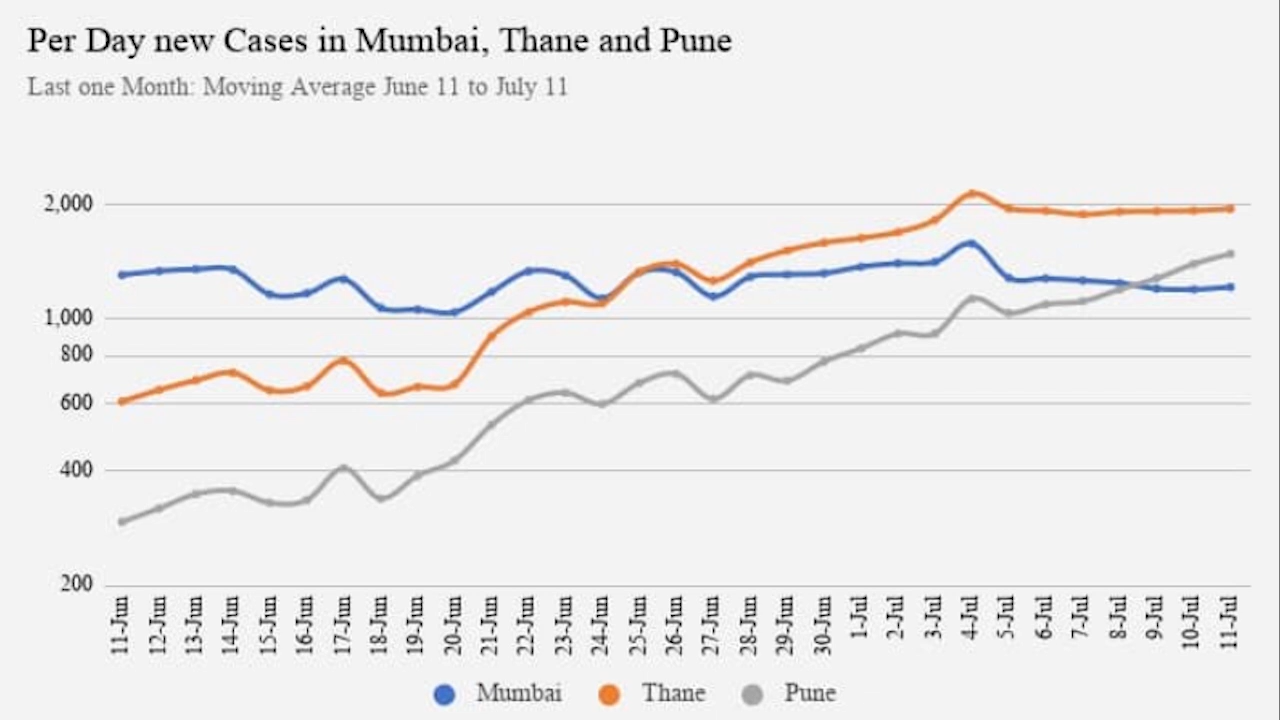 Per Day new Cases in Mumbai, Thane and Pune
Last one Month: Moving Average June 11 to July 11
2,000
1,000
800
600
400
200
11-Jun
12-Jun
13-Jun
14-Jun
15-Jun
16-Jun
17-Jun
18-Jun
19-Jun
20-Jun
21-Jun
22-Jun
23-Jun
24-Jun
25-Jun
26-Jun
27-Jun
28-Jun
29-Jun
30-Jun
1-Jul
2-Jul
3-Jul
4-Jul
5-Jul
6-Jul
7-Jul
8-Jul
9-Jul
10-Jul
11-Jul
Mumbai Thane Pune